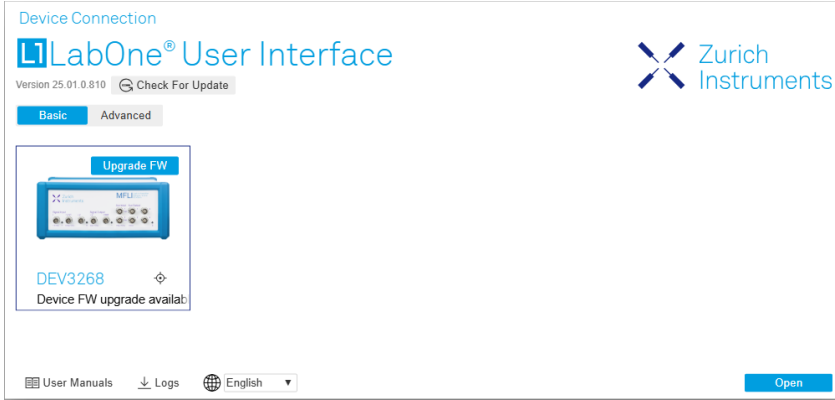 Device Connection
L1 LabOne® User Interface
Zurich
Instruments
Version 25.01.0.810 Check For Update
Basic Advanced
Upgrade FW
MFLI
DEV3268
Device FW upgrade availab
User Manuals Logs English ▼ Open